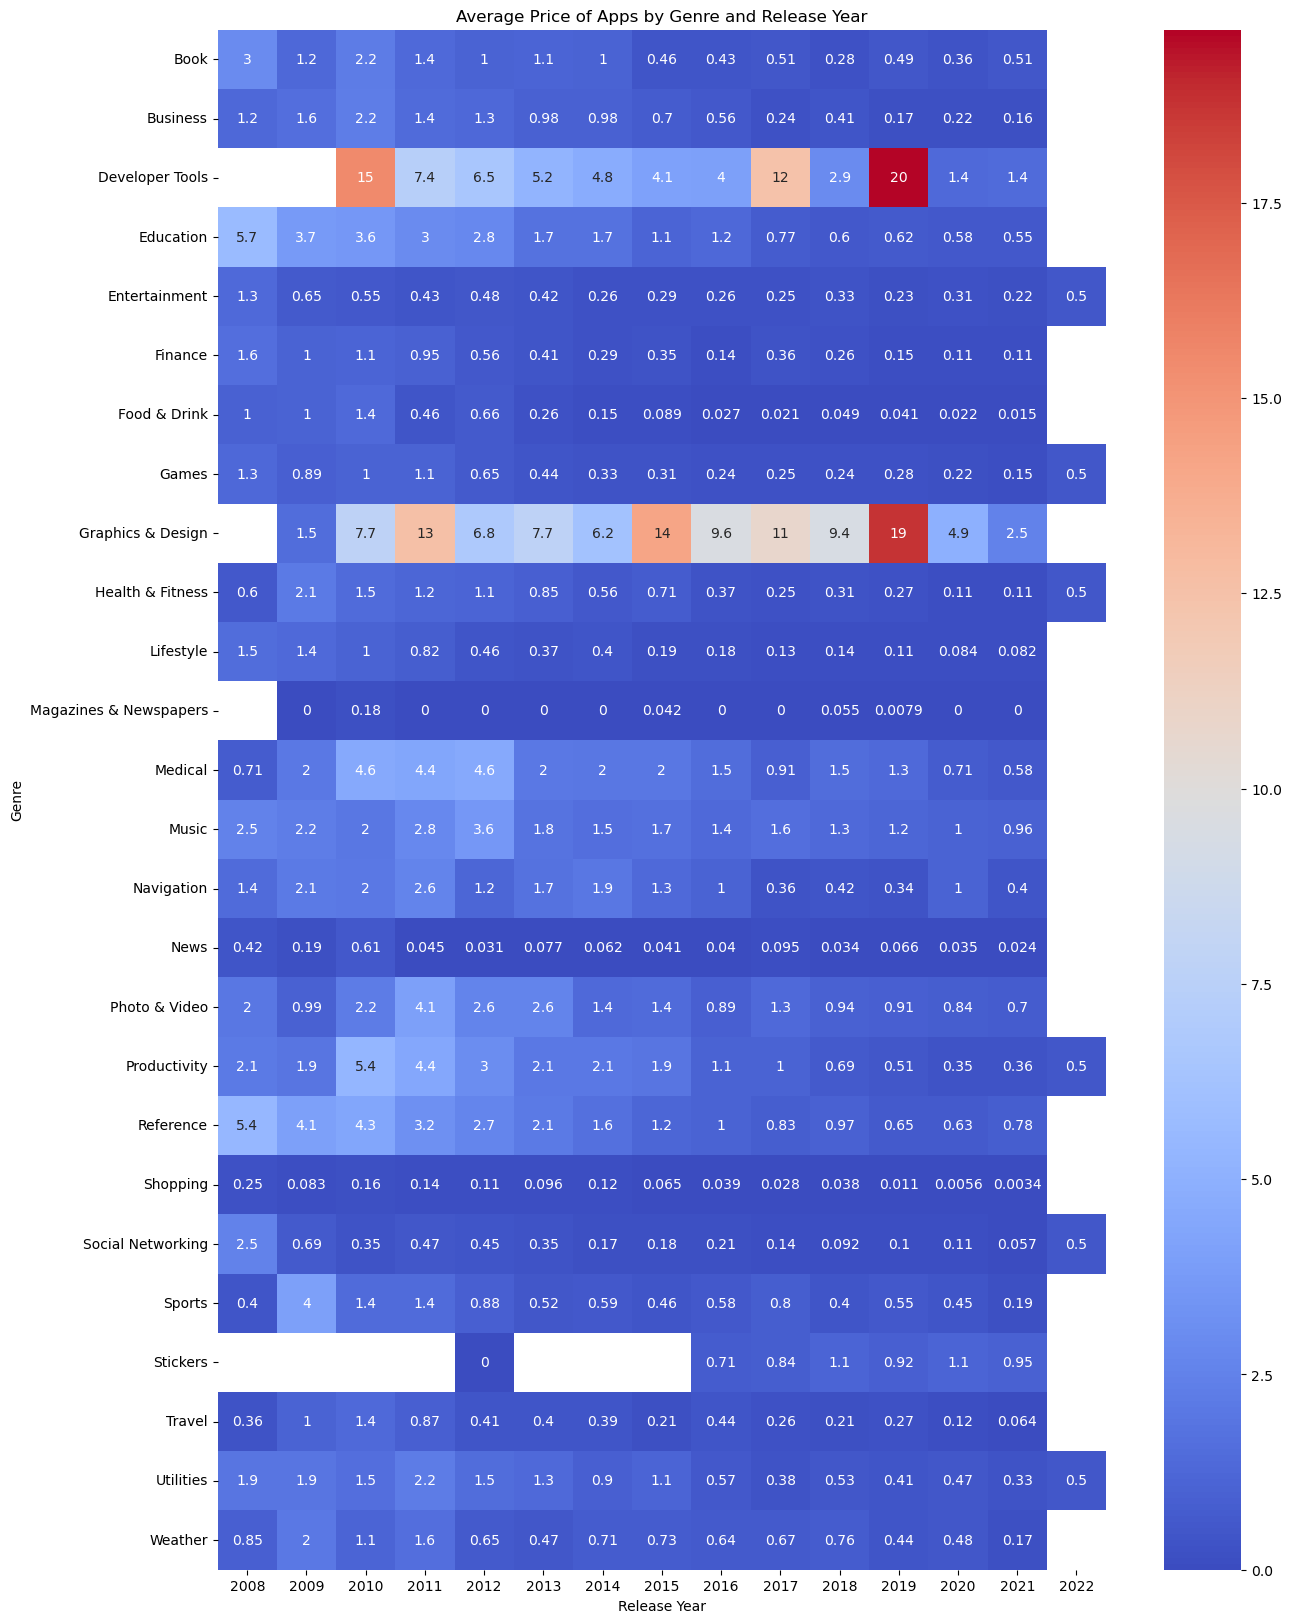 Average Price of Apps by Genre and Release Year
Book 3 1.2 2.2 1.4 1 1.1 1 0.46 0.43 0.51 0.28 0.49 0.36 0.51
Business 1.2 1.6 2.2 1.4 1.3 0.98 0.98 0.7 0.56 0.24 0.41 0.17 0.22 0.16
Developer Tools 15 7.4 6.5 5.2 4.8 4.1 4 12 2.9 20 1.4 1.4
Education 5.7 3.7 3.6 3 2.8 1.7 1.7 1.1 1.2 0.77 0.6 0.62 0.58 0.55
Entertainment 1.3 0.65 0.55 0.43 0.48 0.42 0.26 0.29 0.26 0.25 0.33 0.23 0.31 0.22 0.5
Finance 1.6 1 1.1 0.95 0.56 0.41 0.29 0.35 0.14 0.36 0.26 0.15 0.11 0.11
Food & Drink 1 1 1.4 0.46 0.66 0.26 0.15 0.089 0.027 0.021 0.049 0.041 0.022 0.015
Games 1.3 0.89 1 1.1 0.65 0.44 0.33 0.31 0.24 0.25 0.24 0.28 0.22 0.15 0.5
Graphics & Design 1.5 7.7 13 6.8 7.7 6.2 14 9.6 11 9.4 19 4.9 2.5
Health & Fitness 0.6 2.1 1.5 1.2 1.1 0.85 0.56 0.71 0.37 0.25 0.31 0.27 0.11 0.11 0.5
Lifestyle 1.5 1.4 1 0.82 0.46 0.37 0.4 0.19 0.18 0.13 0.14 0.11 0.084 0.082
Magazines & Newspapers 0 0.18 0 0 0 0 0.042 0 0 0.055 0.0079 0 0
Medical 0.71 2 4.6 4.4 4.6 2 2 2 1.5 0.91 1.5 1.3 0.71 0.58
Music 2.5 2.2 2 2.8 3.6 1.8 1.5 1.7 1.4 1.6 1.3 1.2 1 0.96
Navigation 1.4 2.1 2 2.6 1.2 1.7 1.9 1.3 1 0.36 0.42 0.34 1 0.4
News 0.42 0.19 0.61 0.045 0.031 0.077 0.062 0.041 0.04 0.095 0.034 0.066 0.035 0.024
Photo & Video 2 0.99 2.2 4.1 2.6 2.6 1.4 1.4 0.89 1.3 0.94 0.91 0.84 0.7
Productivity 2.1 1.9 5.4 4.4 3 2.1 2.1 1.9 1.1 1 0.69 0.51 0.35 0.36 0.5
Reference 5.4 4.1 4.3 3.2 2.7 2.1 1.6 1.2 1 0.83 0.97 0.65 0.63 0.78
Shopping 0.25 0.083 0.16 0.14 0.11 0.096 0.12 0.065 0.039 0.028 0.038 0.011 0.0056 0.0034
Social Networking 2.5 0.69 0.35 0.47 0.45 0.35 0.17 0.18 0.21 0.14 0.092 0.1 0.11 0.057 0.5
Sports 0.4 4 1.4 1.4 0.88 0.52 0.59 0.46 0.58 0.8 0.4 0.55 0.45 0.19
Stickers 0 0.71 0.84 1.1 0.92 1.1 0.95
Travel 0.36 1 1.4 0.87 0.41 0.4 0.39 0.21 0.44 0.26 0.21 0.27 0.12 0.064
Utilities 1.9 1.9 1.5 2.2 1.5 1.3 0.9 1.1 0.57 0.38 0.53 0.41 0.47 0.33 0.5
Weather 0.85 2 1.1 1.6 0.65 0.47 0.71 0.73 0.64 0.67 0.76 0.44 0.48 0.17
2008 2009 2010 2011 2012 2013 2014 2015 2016 2017 2018 2019 2020 2021 2022
Release Year
Genre
17.5
15.0
12.5
10.0
7.5
5.0
2.5
0.0